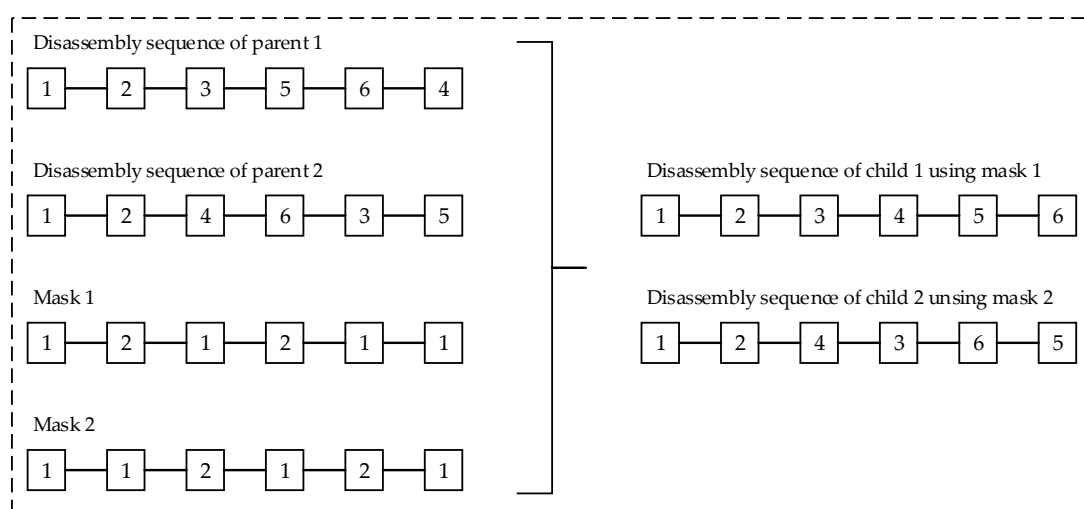 Disassembly sequence of parent 1
1 2 3 5 6 4
Disassembly sequence of parent 2
1 2 4 6 3 5
Mask 1
1 2 1 2 1 1
Mask 2
1 1 2 1 2 1
Disassembly sequence of child 1 using mask 1
1 2 3 4 5 6
Disassembly sequence of child 2 unsing mask 2
1 2 4 3 6 5